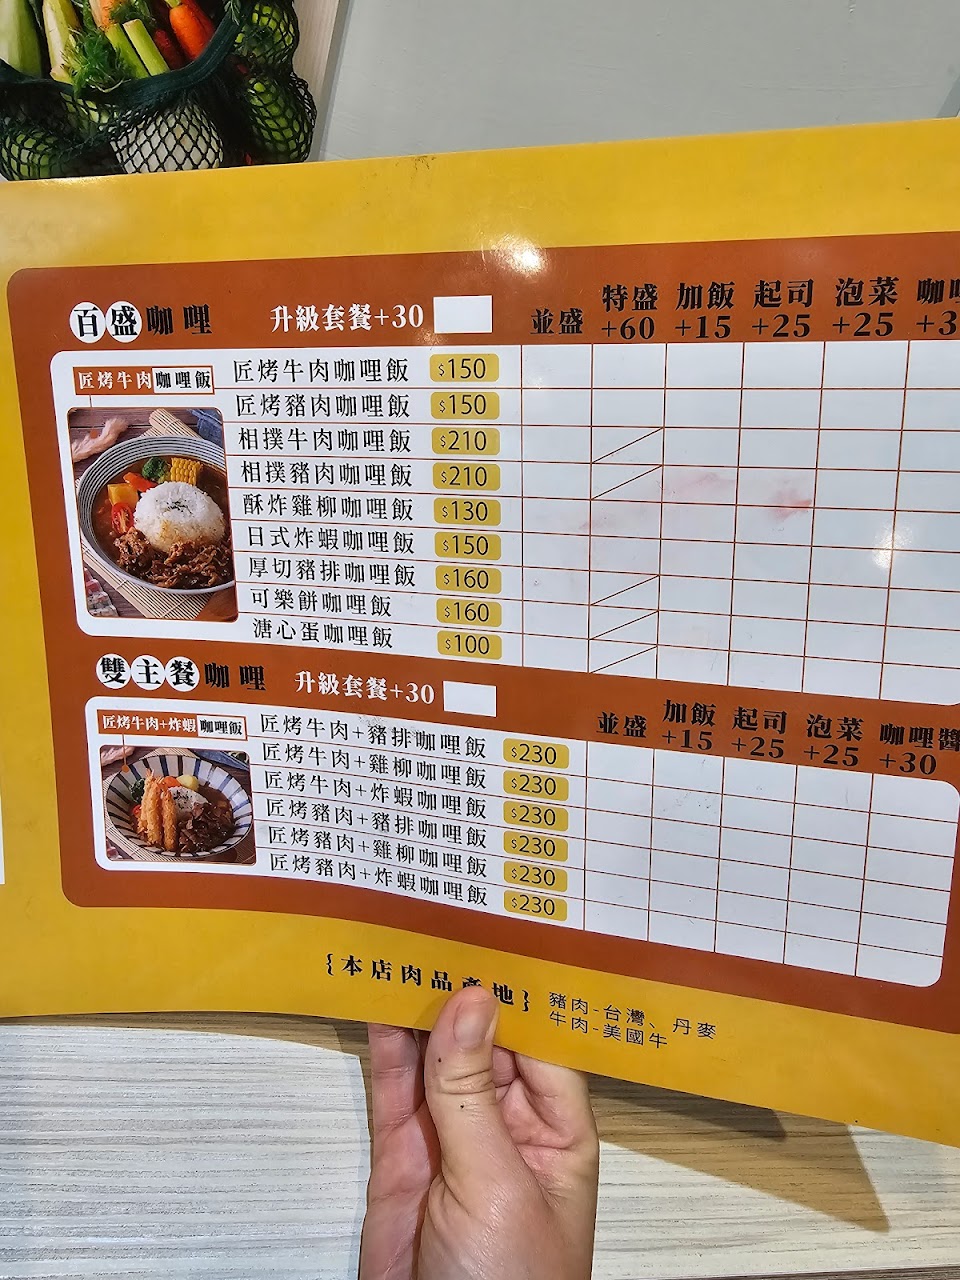 百盛咖哩 升級套餐+30
並盛 特盛 加飯 起司 泡菜 咖哩
+60 +15 +25 +25 +3
匠烤牛肉咖哩飯
匠烤牛肉咖哩飯 $150
匠烤豬肉咖哩飯 $150
相撲牛肉咖哩飯 $210
相撲豬肉咖哩飯 $210
酥炸雞柳咖哩飯 $130
日式炸蝦咖哩飯 $150
厚切豬排咖哩飯 $160
可樂餅咖哩飯 $160
溏心蛋咖哩飯 $100
雙主餐咖哩 升級套餐+30
並盛 加飯 起司 泡菜 咖哩醬
+15 +25 +25 +30
匠烤牛肉+炸蝦咖哩飯
匠烤牛肉+豬排咖哩飯 $230
匠烤牛肉+雞柳咖哩飯 $230
匠烤牛肉+炸蝦咖哩飯 $230
匠烤豬肉+豬排咖哩飯 $230
匠烤豬肉+雞柳咖哩飯 $230
匠烤豬肉+炸蝦咖哩飯 $230
{本店肉品產地}
豬肉-台灣、丹麥
牛肉-美國牛